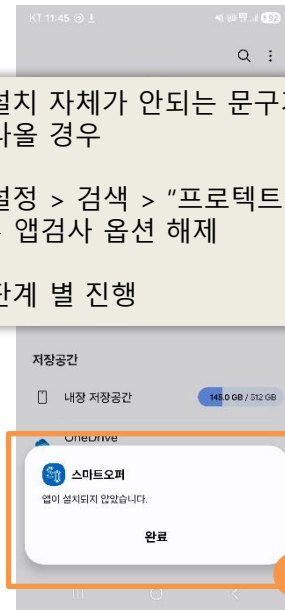 KT 11:45
설치 자체가 안되는 문구가
나올 경우
설정 > 검색 > "프로텍트"
> 앱검사 옵션 해제
단계 별 진행
저장공간
내장 저장공간
145.0 GB / 512 GB
OneDrive
스마트오퍼
앱이 설치되지 않았습니다.
완료